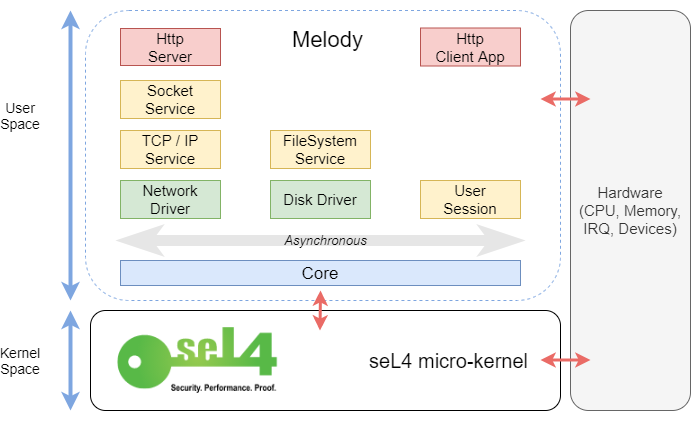 Melody
Http
Server
Http
Client App
Socket
Service
User
Space
TCP / IP
Service
FileSystem
Service
Network
Driver
Disk Driver
User
Session
Hardware
(CPU, Memory,
IRQ, Devices)
Asynchronous
Core
Kernel
Space
seL4
Security. Performance. Proof.
seL4 micro-kernel